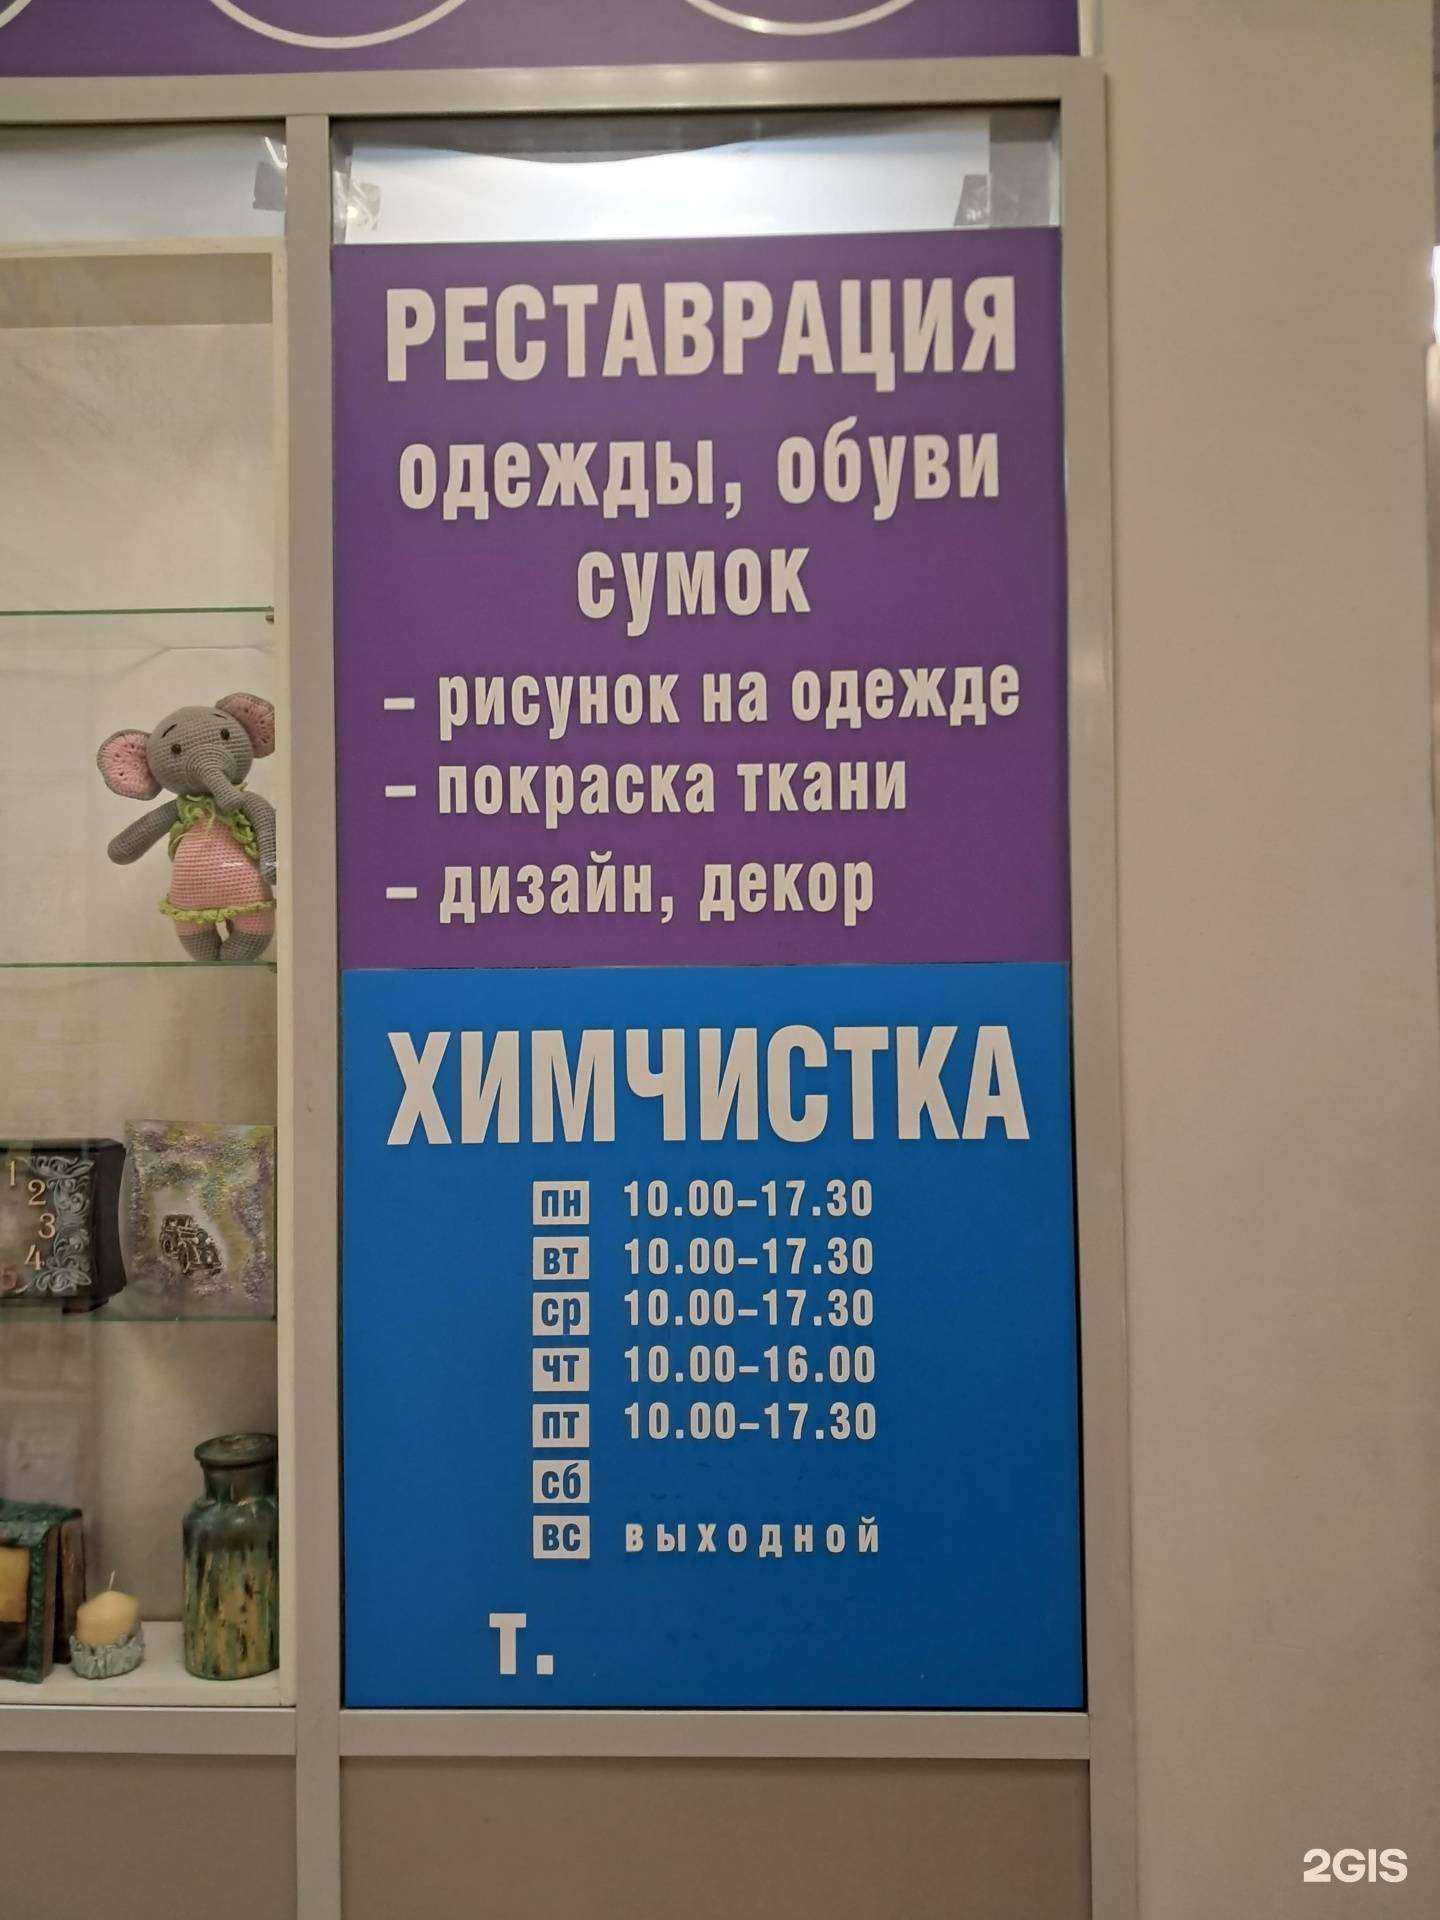 РЕСТАВРАЦИЯ
одежды, обуви
сумок
– рисунок на одежде
– покраска ткани
– дизайн, декор
ХИМЧИСТКА
пн 10.00–17.30
вт 10.00–17.30
ср 10.00–17.30
чт 10.00–16.00
пт 10.00–17.30
сб
вс выходной
т.
1
2
3
4
5
2GIS